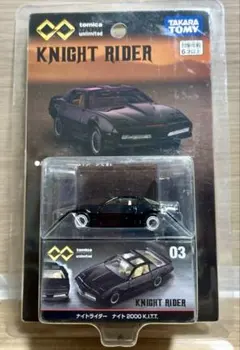 tomica
unlimited
TAKARA
TOMY
KNIGHT RIDER
tomica
unlimited
03
KNIGHT RIDER
ナイトライダー ナイト2000 K.I.T.T.